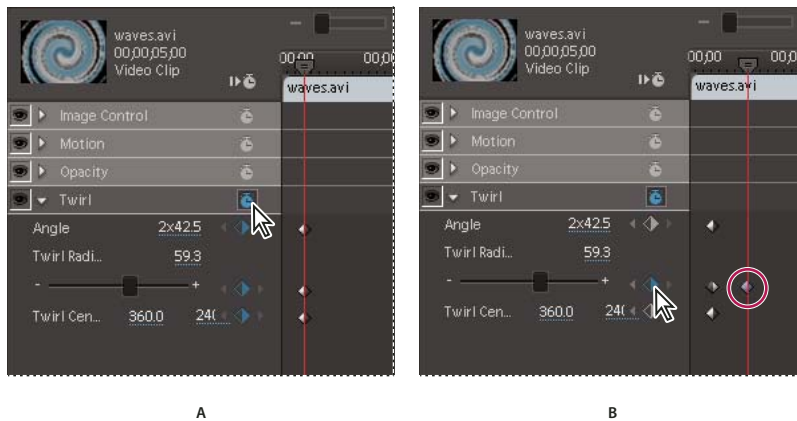 waves.avi
00;00;05;00
Video Clip
00;00
00;0
waves.avi
Image Control
Motion
Opacity
Twirl
Angle
2x42.5
Twirl Radi...
59.3
-
+
Twirl Cen...
360.0
24(
A
waves.avi
00;00;05;00
Video Clip
00;00
00;0
waves.avi
Image Control
Motion
Opacity
Twirl
Angle
2x42.5
Twirl Radi...
59.3
-
+
Twirl Cen...
360.0
24(
B